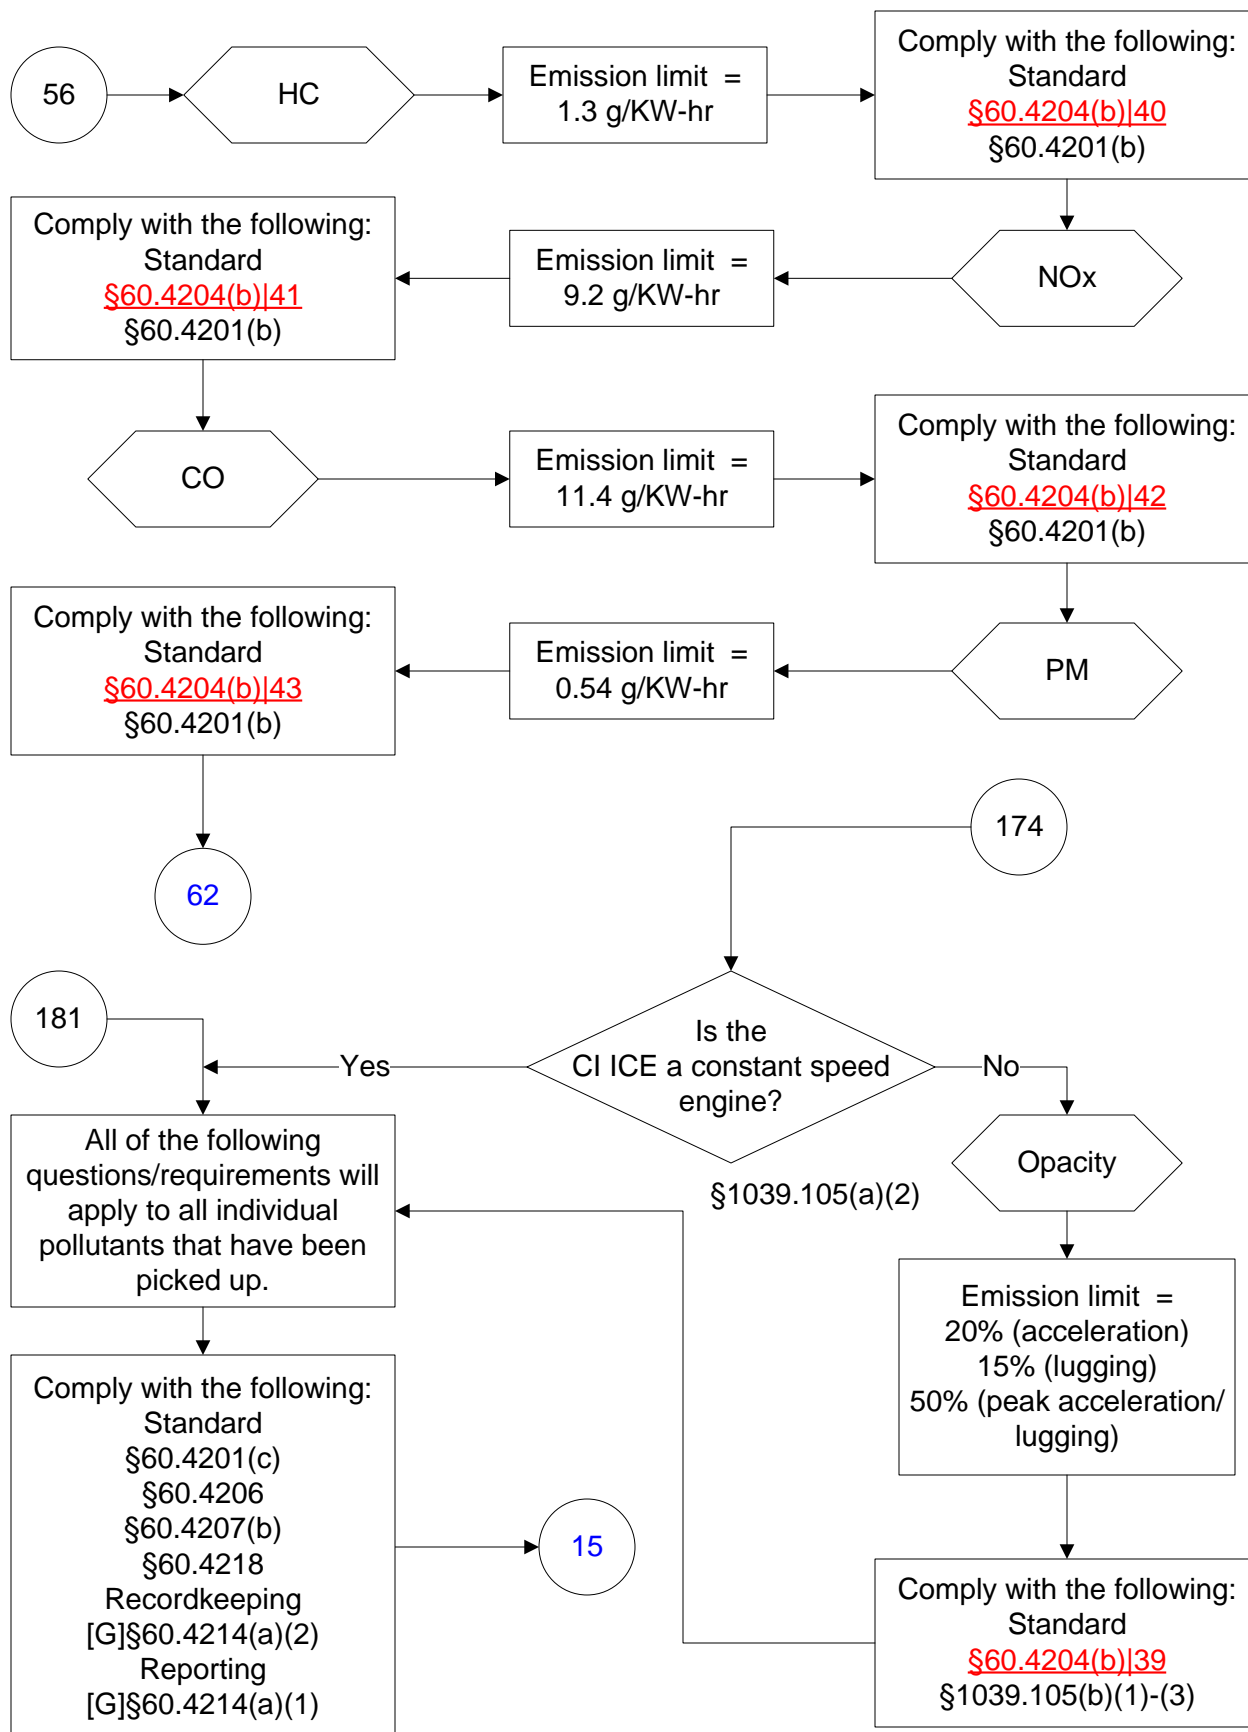 56
HC
Emission limit =
1.3 g/KW-hr
Comply with the following:
Standard
§60.4204(b)|40
§60.4201(b)
NOx
Emission limit =
9.2 g/KW-hr
Comply with the following:
Standard
§60.4204(b)|41
§60.4201(b)
CO
Emission limit =
11.4 g/KW-hr
Comply with the following:
Standard
§60.4204(b)|42
§60.4201(b)
PM
Emission limit =
0.54 g/KW-hr
Comply with the following:
Standard
§60.4204(b)|43
§60.4201(b)
62
174
Is the
CI ICE a constant speed
engine?
§1039.105(a)(2)
Yes
No
181
All of the following
questions/requirements will
apply to all individual
pollutants that have been
picked up.
Opacity
Emission limit =
20% (acceleration)
15% (lugging)
50% (peak acceleration/
lugging)
Comply with the following:
Standard
§60.4204(b)|39
§1039.105(b)(1)-(3)
Comply with the following:
Standard
§60.4201(c)
§60.4206
§60.4207(b)
§60.4218
Recordkeeping
[G]§60.4214(a)(2)
Reporting
[G]§60.4214(a)(1)
15